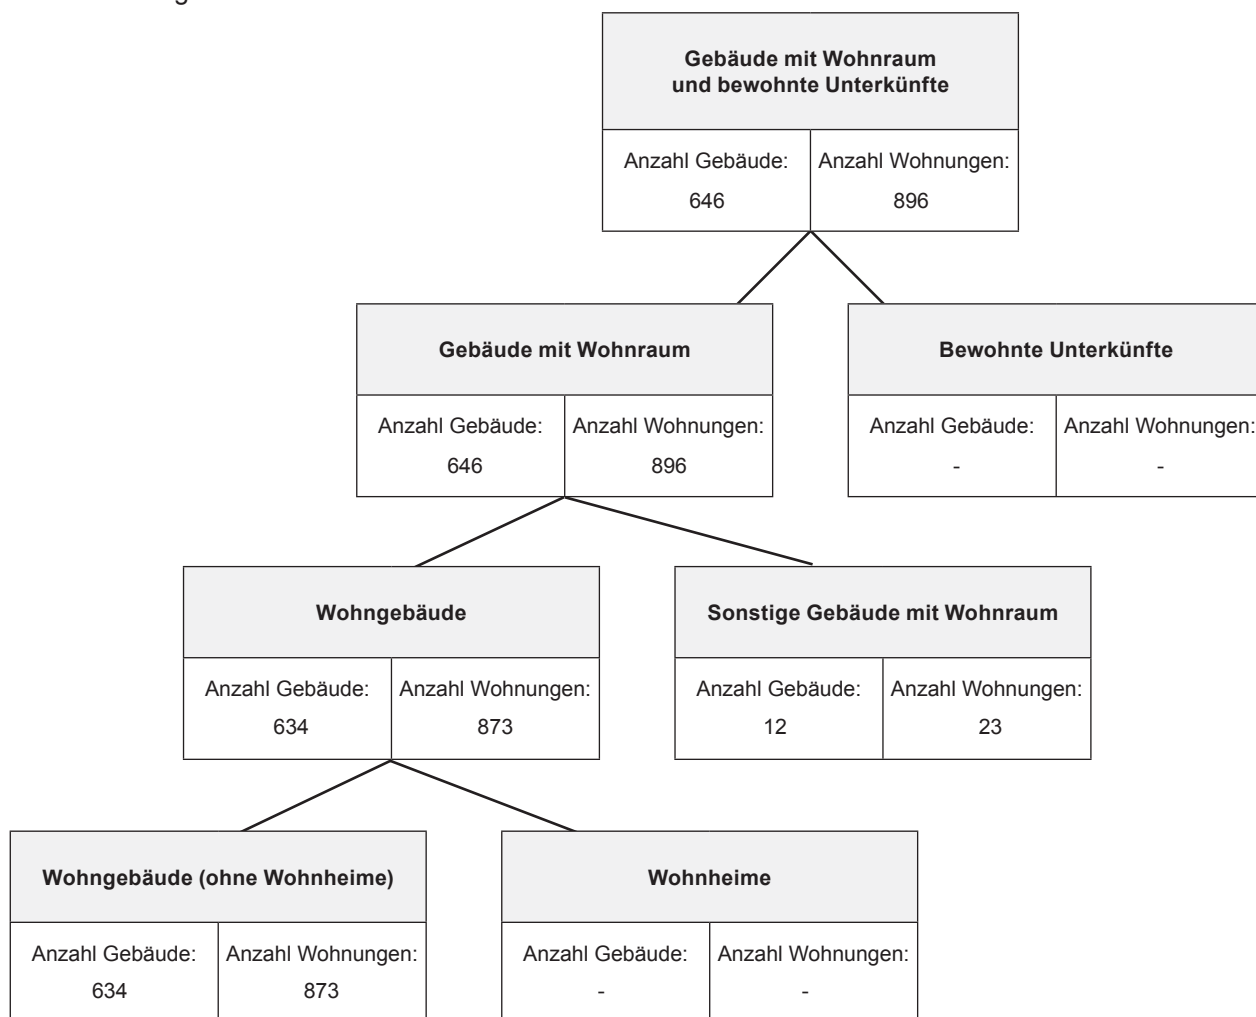 Gebäude mit Wohnraum
und bewohnte Unterkünfte
Anzahl Gebäude: Anzahl Wohnungen:
646 896
Gebäude mit Wohnraum
Anzahl Gebäude: Anzahl Wohnungen:
646 896
Bewohnte Unterkünfte
Anzahl Gebäude: Anzahl Wohnungen:
- -
Wohngebäude
Anzahl Gebäude: Anzahl Wohnungen:
634 873
Sonstige Gebäude mit Wohnraum
Anzahl Gebäude: Anzahl Wohnungen:
12 23
Wohngebäude (ohne Wohnheime)
Anzahl Gebäude: Anzahl Wohnungen:
634 873
Wohnheime
Anzahl Gebäude: Anzahl Wohnungen:
- -